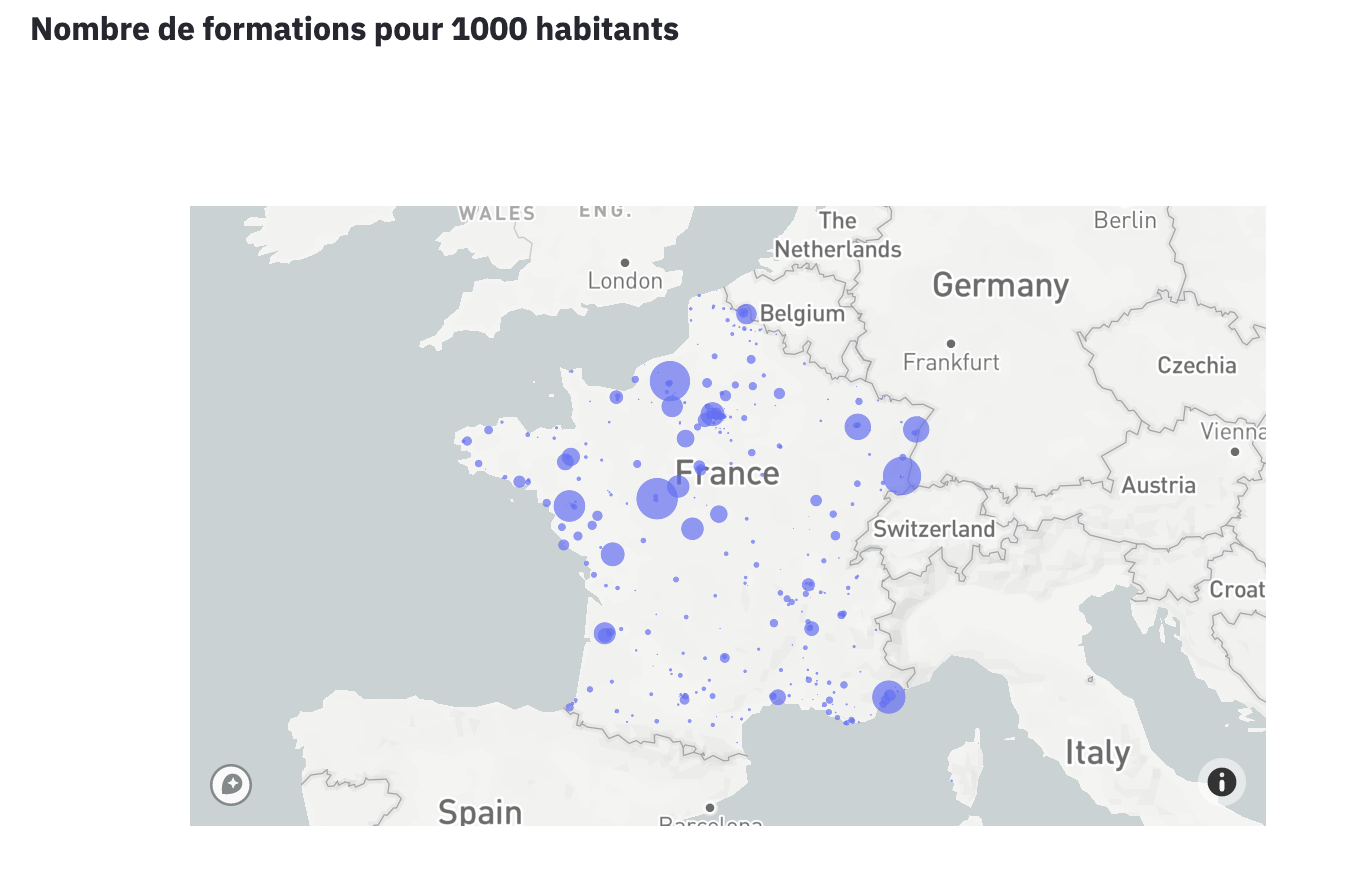 Nombre de formations pour 1000 habitants
WALES
ENG.
The
Netherlands
Berlin
London
Germany
Belgium
Frankfurt
Czechia
Vienna
France
Austria
Switzerland
Croat
Italy
Spain
Barcelona